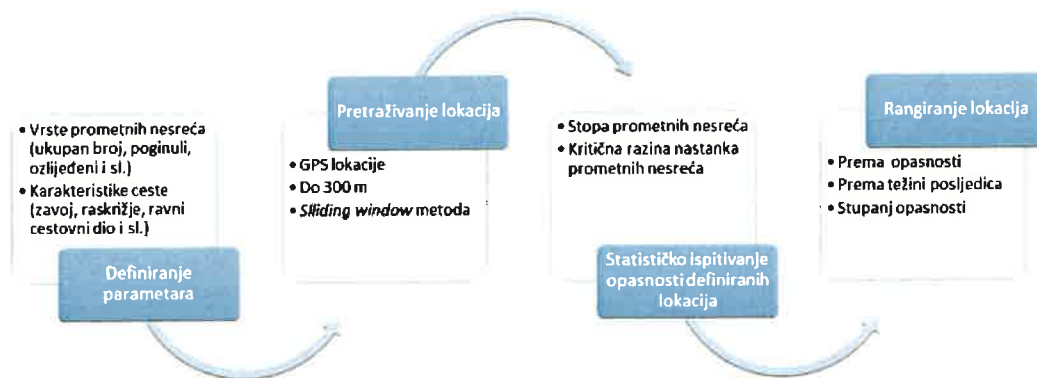 • Vrste prometnih nesreća
(ukupan broj, poginuli,
ozlijeđeni i sl.)
• Karakteristike ceste
(zavoj, raskrižje, ravni
cestovni dio i sl.)
Definiranje
parametara
Pretraživanje lokacija
• GPS lokacije
• Do 300 m
• Slliding window metoda
• Stopa prometnih nesreća
• Kritična razina nastanka
prometnih nesreća
Statističko ispitivanje
opasnosti definiranih
lokacija
Rangiranje lokacija
• Prema opasnosti
• Prema težini posljedica
• Stupanj opasnosti